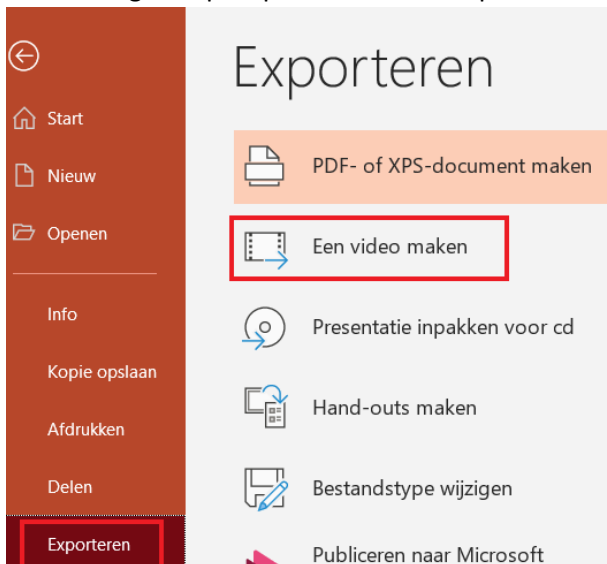 Exporteren
Start
Nieuw
Openen
Info
Kopie opslaan
Afdrukken
Delen
Exporteren
PDF- of XPS-document maken
Een video maken
Presentatie inpakken voor cd
Hand-outs maken
Bestandstype wijzigen
Publiceren naar Microsoft